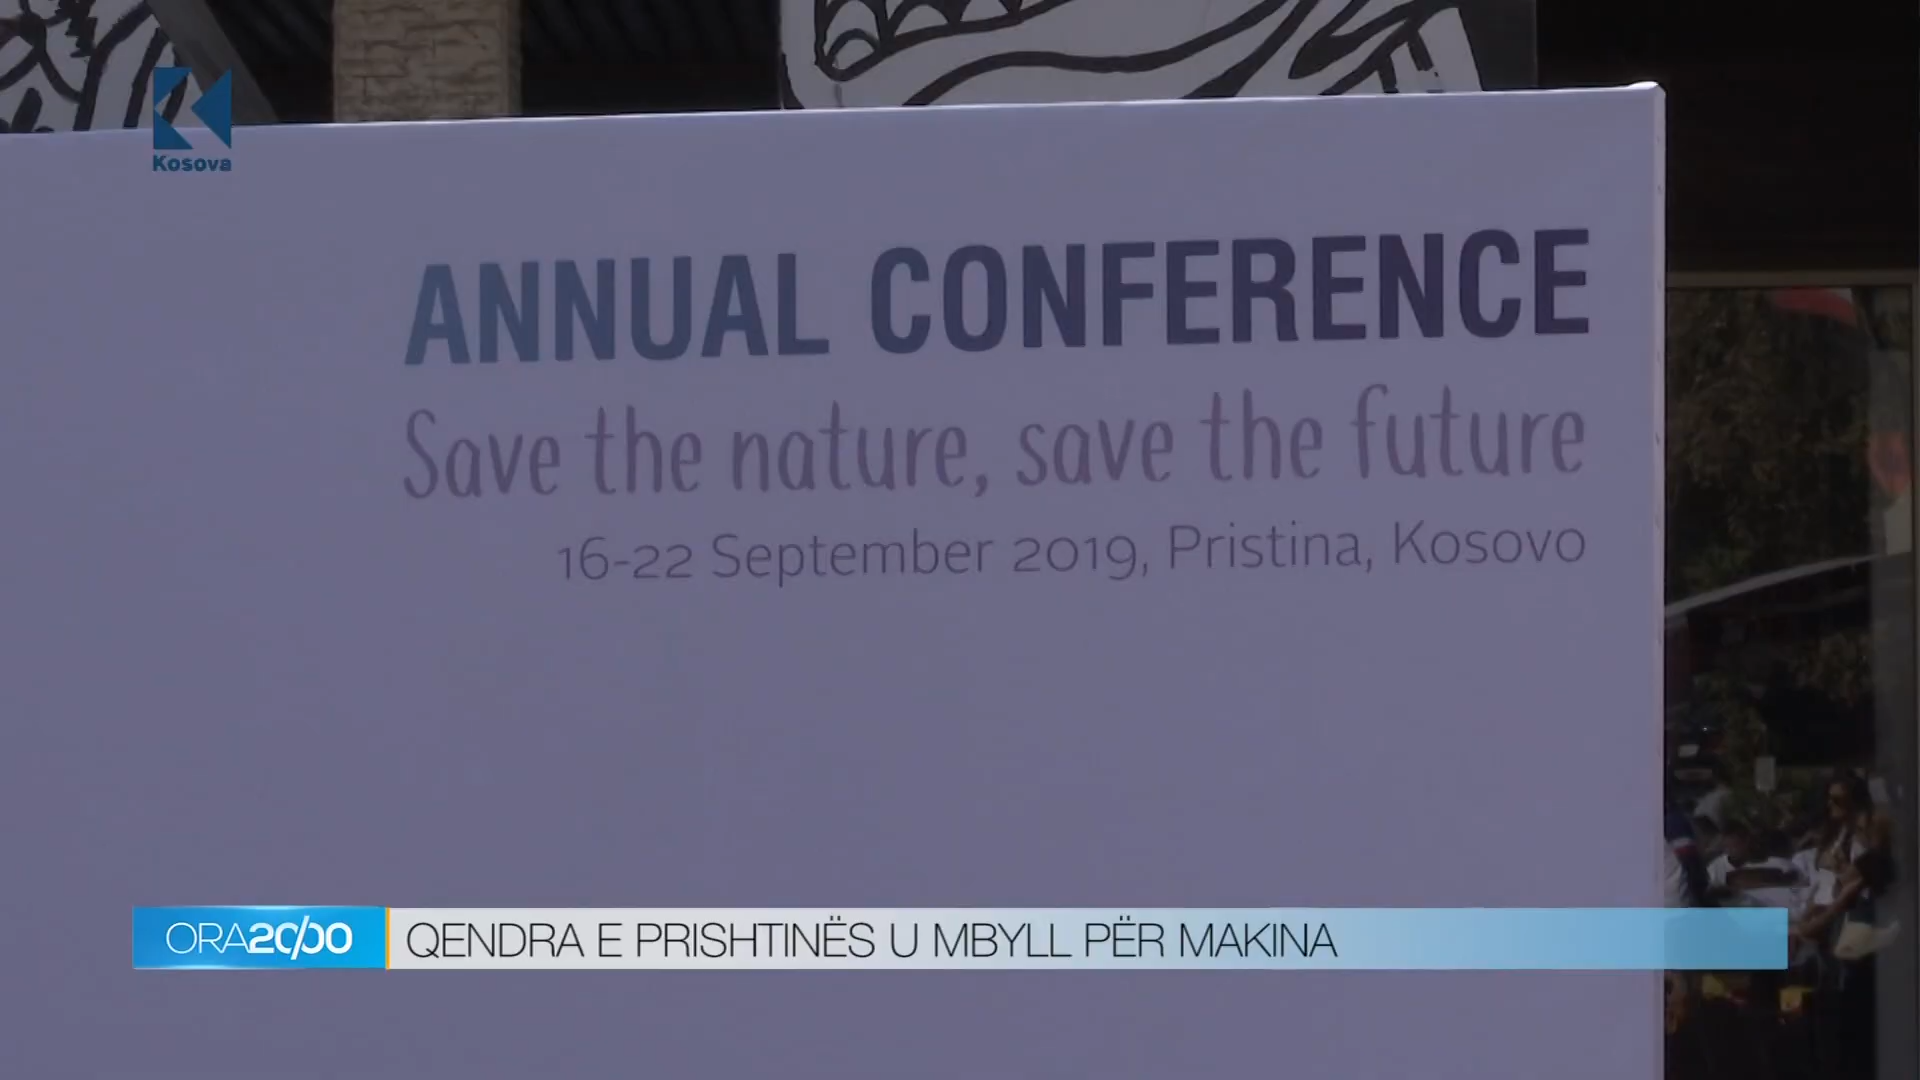 Kosova
ANNUAL CONFERENCE
Save the nature, save the future
16-22 September 2019, Pristina, Kosovo
ORA20/00 QENDRA E PRISHTINËS U MBYLL PËR MAKINA